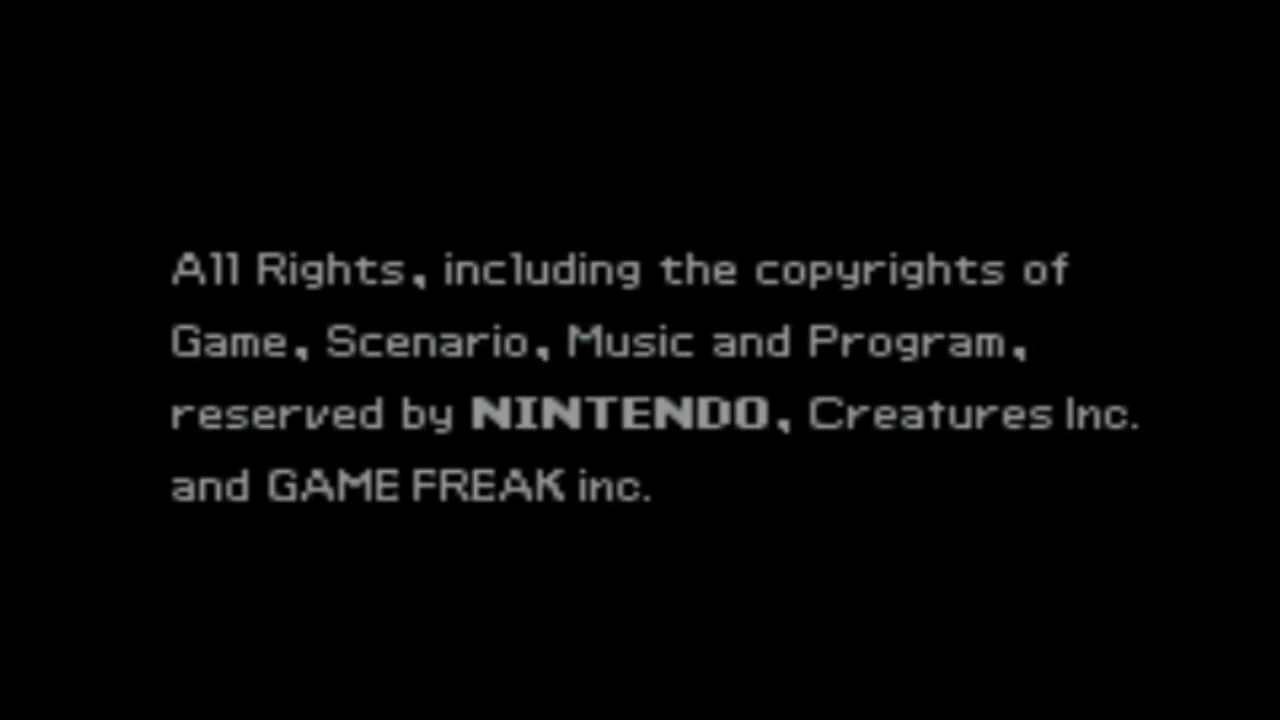 All Rights, including the copyrights of
Game, Scenario, Music and Program,
reserved by NINTENDO, Creatures Inc.
and GAME FREAK inc.